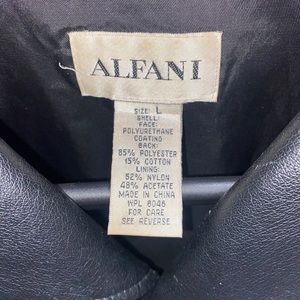 ALFANI
SIZE: L
SHELL:
FACE:
POLYURETHANE
COATING
BACK:
85% POLYESTER
15% COTTON
LINING:
52% NYLON
48% ACETATE
MADE IN CHINA
WPL 8046
FOR CARE
SEE REVERSE